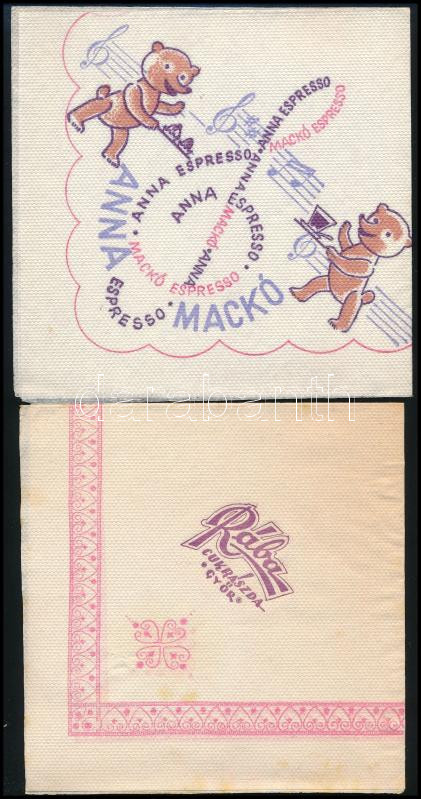 ANNA ESPRESSO
MACKÓ ESPRESSO
ANNA ESPRESSO
ANNA ESPRESSO
ANNA
MACKÓ
ANNA
MACKÓ ESPRESSO
ANNA
ESPRESSO
MACKÓ
darabanth
Rába
CUKRÁSZDA
GYŐR